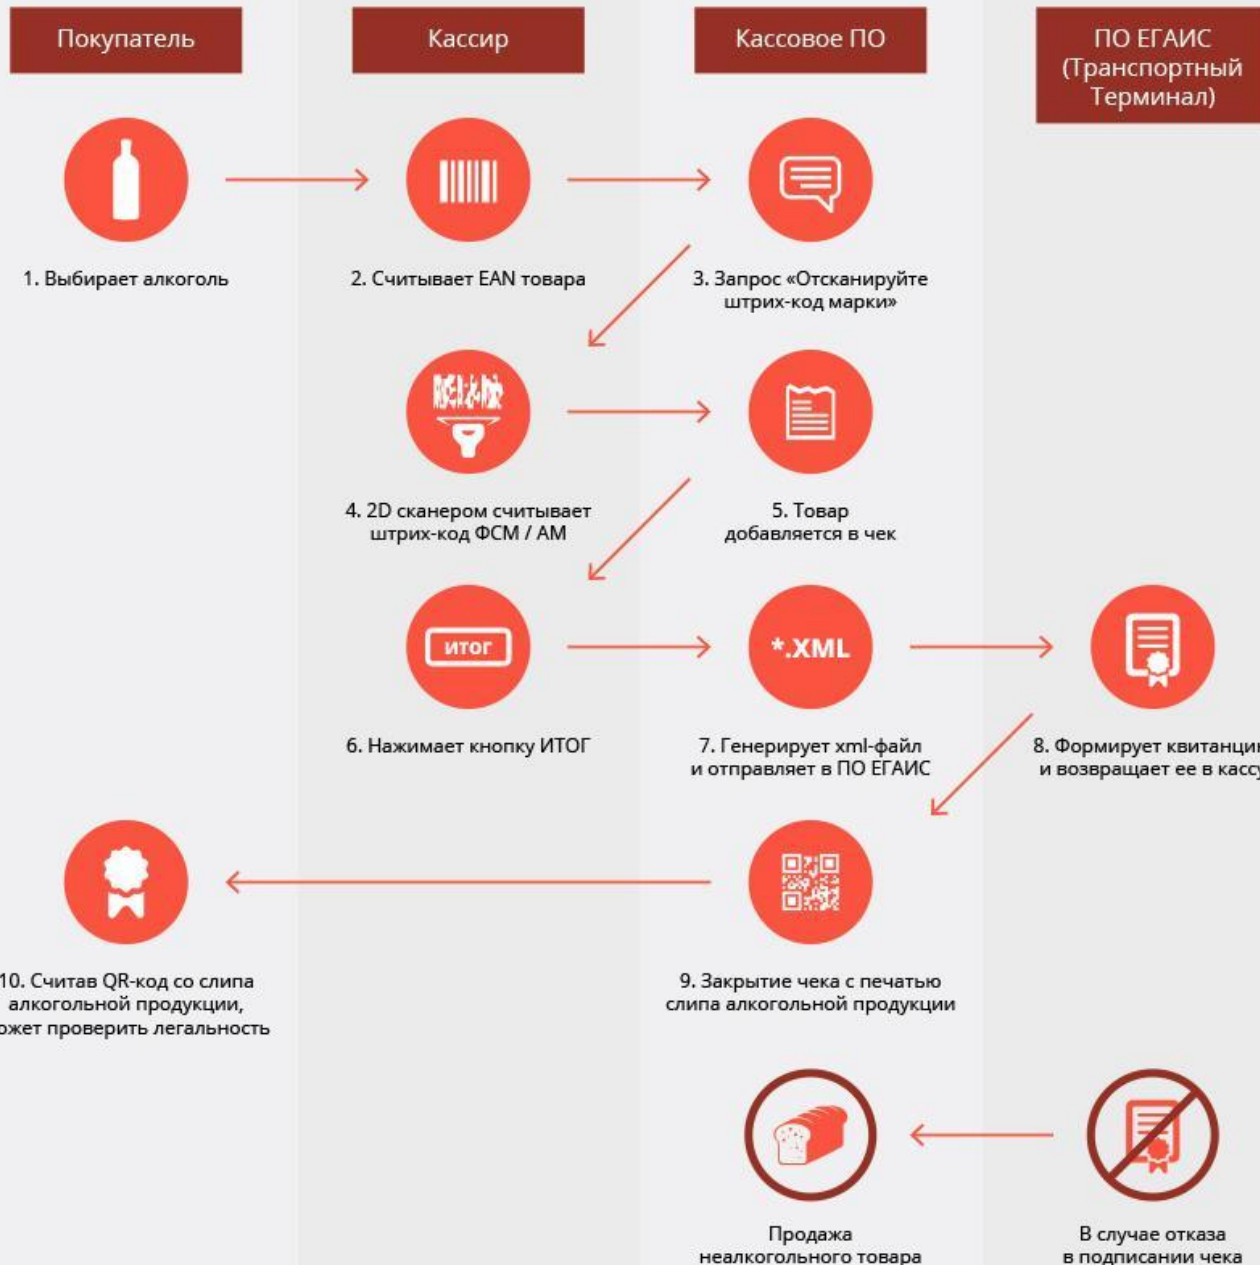 Покупатель
Кассир
Кассовое ПО
ПО ЕГАИС
(Транспортный
Терминал)
1. Выбирает алкоголь
2. Считывает EAN товара
3. Запрос «Отсканируйте
штрих-код марки»
4. 2D сканером считывает
штрих-код ФСМ / АМ
5. Товар
добавляется в чек
ИТОГ
*.XML
6. Нажимает кнопку ИТОГ
7. Генерирует xml-файл
и отправляет в ПО ЕГАИС
8. Формирует квитанци
и возвращает ее в касс
10. Считав QR-код со слипа
алкогольной продукции,
ожет проверить легальность
9. Закрытие чека с печатью
слипа алкогольной продукции
Продажа
неалкогольного товара
В случае отказа
в подписании чека